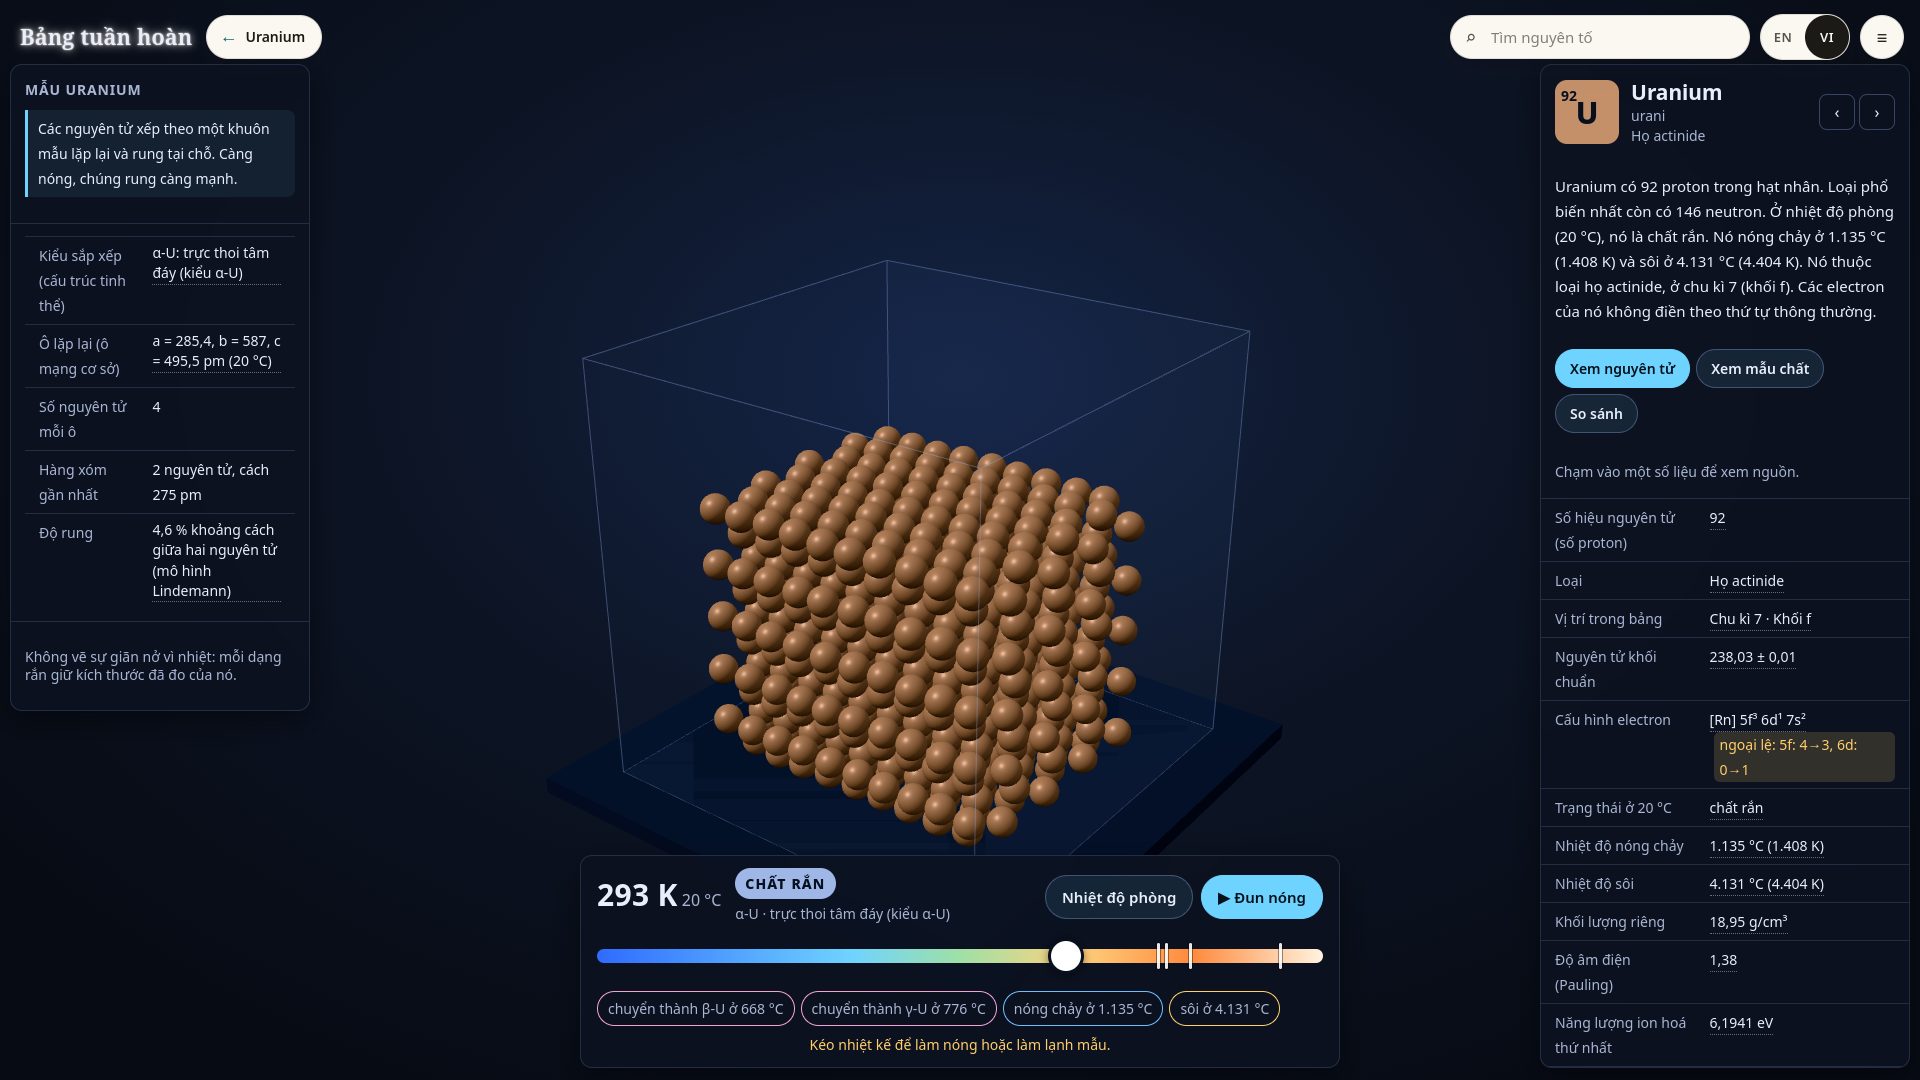 Bảng tuần hoàn
← Uranium
Tìm nguyên tố
EN VI
≡
MẪU URANIUM
Các nguyên tử xếp theo một khuôn
mẫu lặp lại và rung tại chỗ. Càng
nóng, chúng rung càng mạnh.
Kiểu sắp xếp
(cấu trúc tinh
thể)
α-U: trực thoi tâm
đáy (kiểu α-U)
Ô lặp lại (ô
mạng cơ sở)
a = 285,4, b = 587, c
= 495,5 pm (20 °C)
Số nguyên tử
mỗi ô
4
Hàng xóm
gần nhất
2 nguyên tử, cách
275 pm
Độ rung
4,6 % khoảng cách
giữa hai nguyên tử
(mô hình
Lindemann)
Không vẽ sự giãn nở vì nhiệt: mỗi dạng
rắn giữ kích thước đã đo của nó.
293 K 20 °C
CHẤT RẮN
α-U · trực thoi tâm đáy (kiểu α-U)
Nhiệt độ phòng
▶ Đun nóng
chuyển thành β-U ở 668 °C
chuyển thành γ-U ở 776 °C
nóng chảy ở 1.135 °C
sôi ở 4.131 °C
Kéo nhiệt kế để làm nóng hoặc làm lạnh mẫu.
92
U
Uranium
urani
Họ actinide
‹ ›
Uranium có 92 proton trong hạt nhân. Loại phổ
biến nhất còn có 146 neutron. Ở nhiệt độ phòng
(20 °C), nó là chất rắn. Nó nóng chảy ở 1.135 °C
(1.408 K) và sôi ở 4.131 °C (4.404 K). Nó thuộc
loại họ actinide, ở chu kì 7 (khối f). Các electron
của nó không điền theo thứ tự thông thường.
Xem nguyên tử
Xem mẫu chất
So sánh
Chạm vào một số liệu để xem nguồn.
Số hiệu nguyên tử
(số proton)
92
Loại
Họ actinide
Vị trí trong bảng
Chu kì 7 · Khối f
Nguyên tử khối
chuẩn
238,03 ± 0,01
Cấu hình electron
[Rn] 5f³ 6d¹ 7s²
ngoại lệ: 5f: 4→3, 6d:
0→1
Trạng thái ở 20 °C
chất rắn
Nhiệt độ nóng chảy
1.135 °C (1.408 K)
Nhiệt độ sôi
4.131 °C (4.404 K)
Khối lượng riêng
18,95 g/cm³
Độ âm điện
(Pauling)
1,38
Năng lượng ion hoá
thứ nhất
6,1941 eV